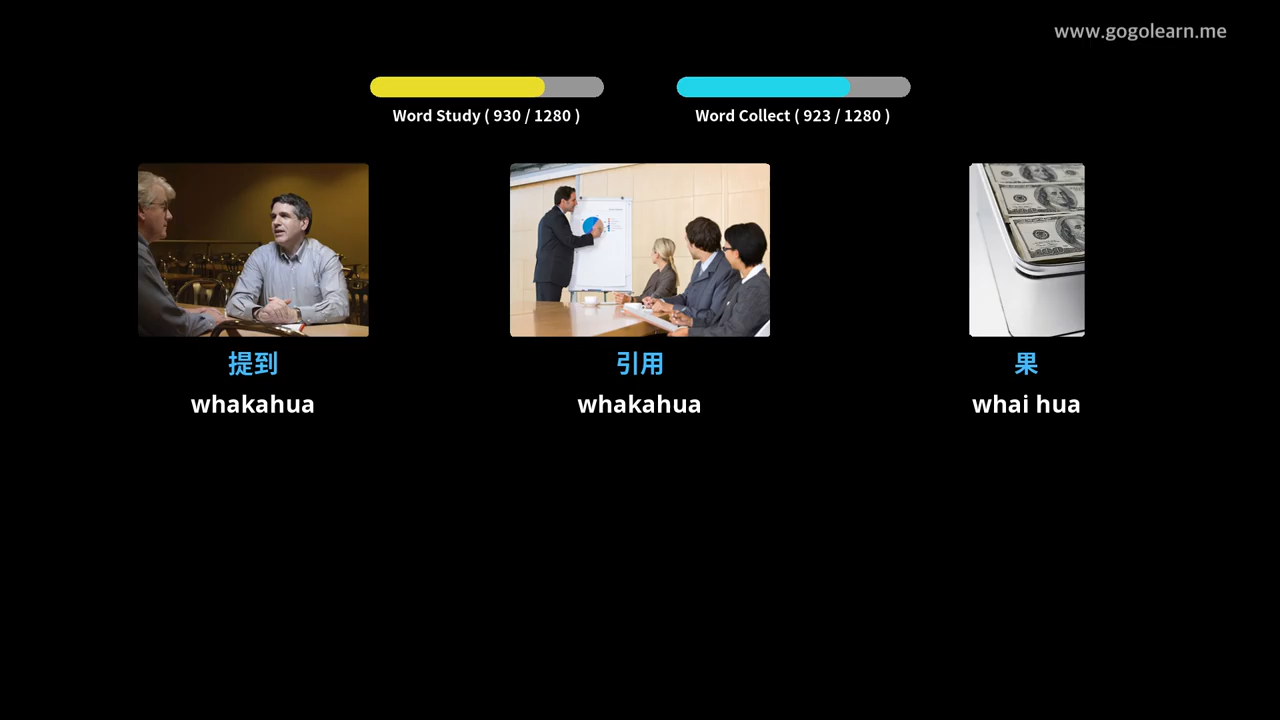 www.gogolearn.me
Word Study ( 930 / 1280 )
Word Collect ( 923 / 1280 )
提到
引用
果
whakahua
whakahua
whai hua